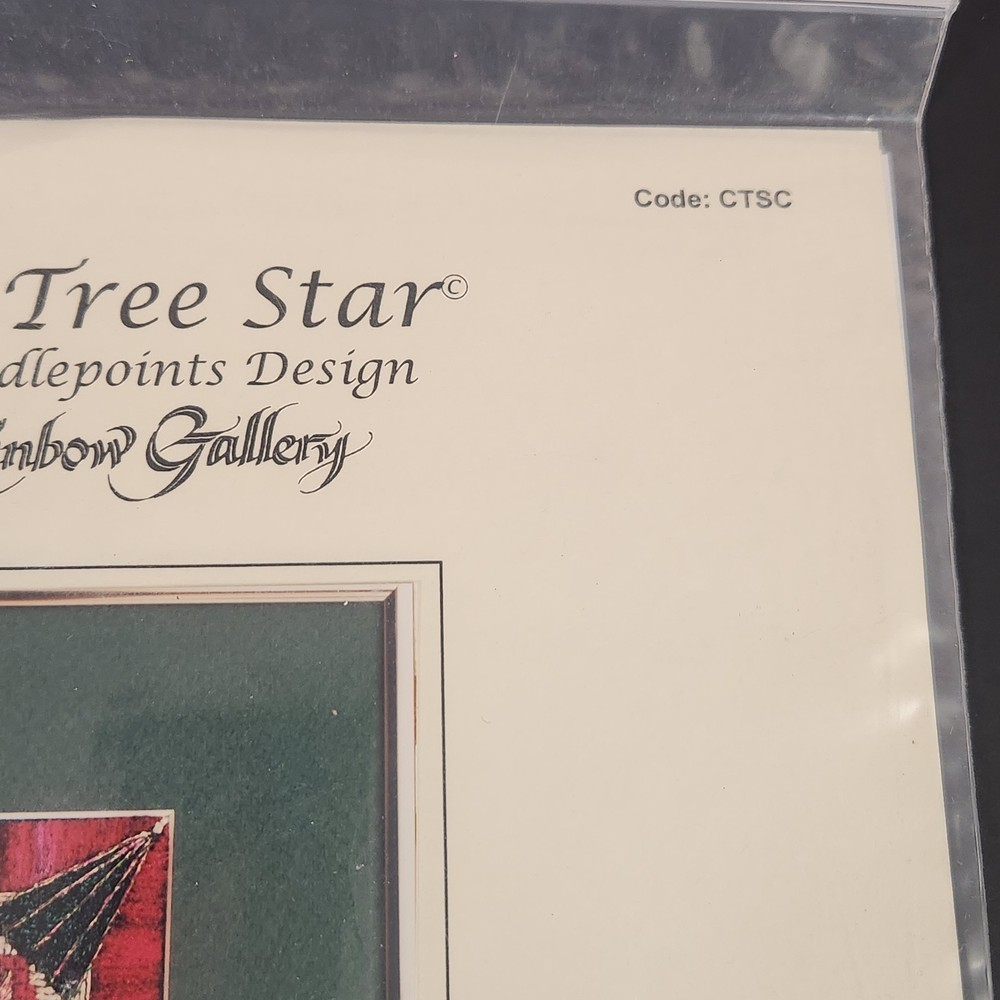 Code: CTSC
Tree Star©
dlepoints Design
nbow Gallery